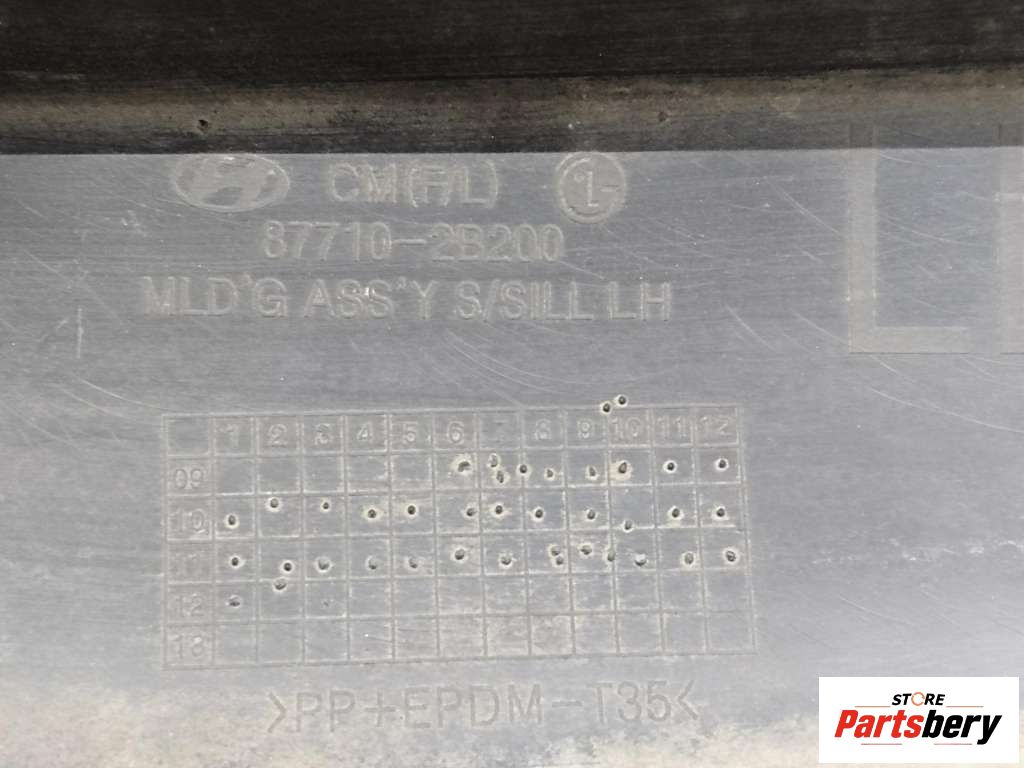 CM(F/L)
87710-2B200
MLD'G ASS'Y S/SILL LH
L
1 2 3 4 5 6 7 8 9 10 11 12
09
10
11
12
13
>PP+EPDM-T35<
STORE
Partsbery